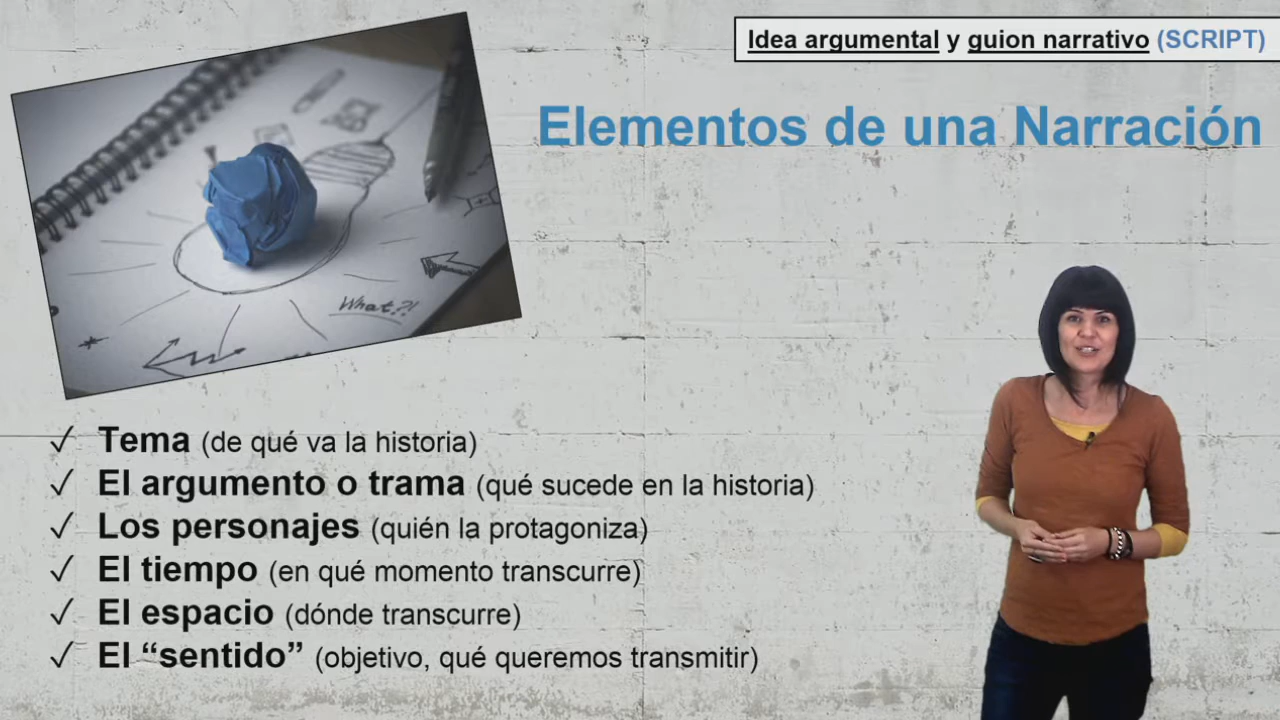 Idea argumental y guion narrativo (SCRIPT)
Elementos de una Narración
What?!
✓ Tema (de qué va la historia)
✓ El argumento o trama (qué sucede en la historia)
✓ Los personajes (quién la protagoniza)
✓ El tiempo (en qué momento transcurre)
✓ El espacio (dónde transcurre)
✓ El “sentido” (objetivo, qué queremos transmitir)